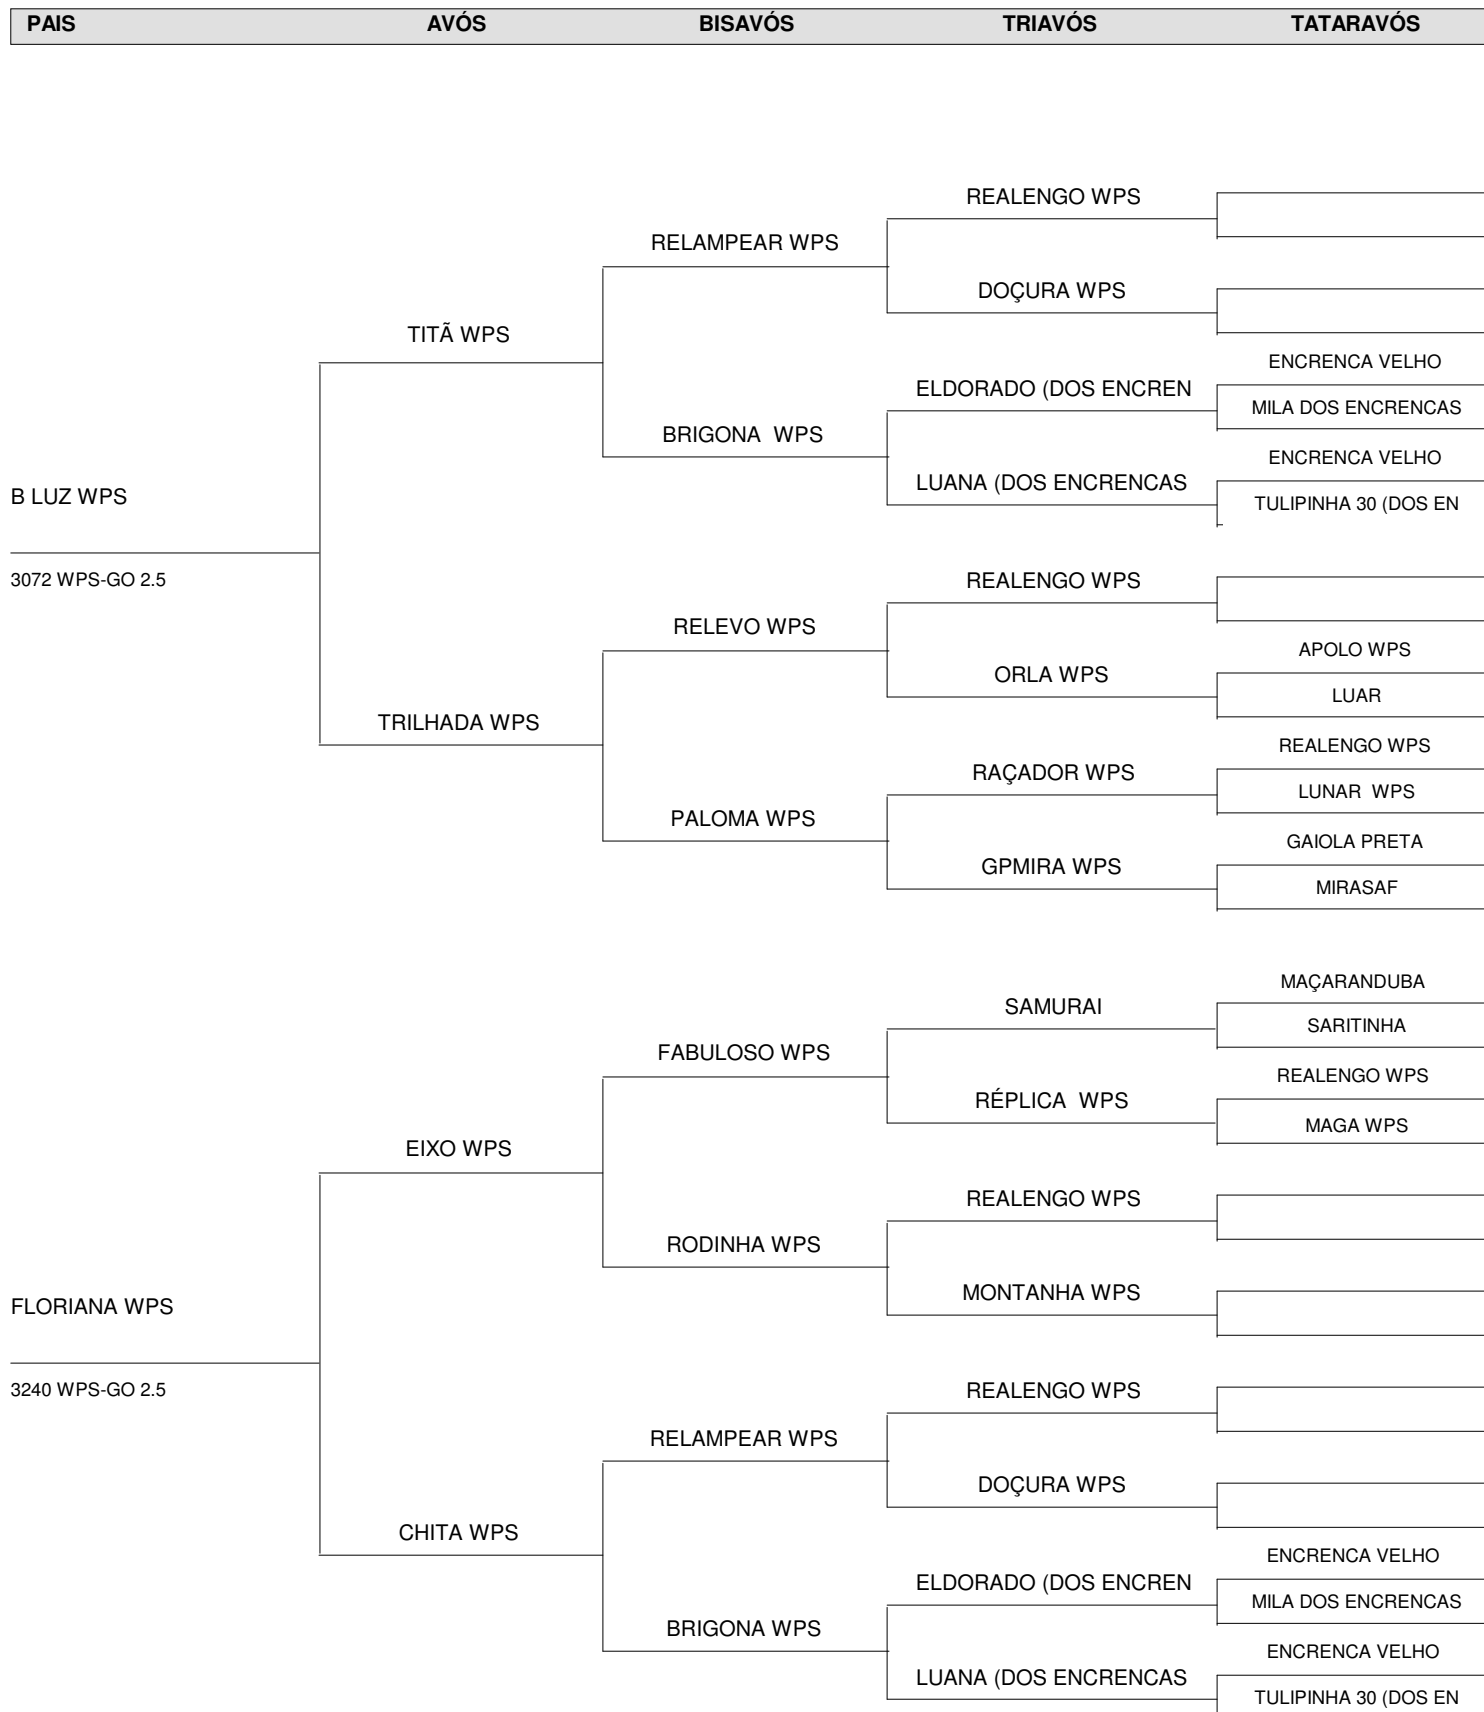 PAIS AVÓS BISAVÓS TRIAVÓS TATARAVÓS
REALENGO WPS
RELAMPEAR WPS
DOÇURA WPS
TITÃ WPS
ENCRENCA VELHO
ELDORADO (DOS ENCREN
MILA DOS ENCRENCAS
BRIGONA  WPS
ENCRENCA VELHO
LUANA (DOS ENCRENCAS
B LUZ WPS
TULIPINHA 30 (DOS EN
3072 WPS-GO 2.5
REALENGO WPS
RELEVO WPS
APOLO WPS
ORLA WPS
LUAR
TRILHADA WPS
REALENGO WPS
RAÇADOR WPS
LUNAR  WPS
PALOMA WPS
GAIOLA PRETA
GPMIRA WPS
MIRASAF
MAÇARANDUBA
SAMURAI
SARITINHA
FABULOSO WPS
REALENGO WPS
RÉPLICA  WPS
MAGA WPS
EIXO WPS
REALENGO WPS
RODINHA WPS
MONTANHA WPS
FLORIANA WPS
3240 WPS-GO 2.5
REALENGO WPS
RELAMPEAR WPS
DOÇURA WPS
CHITA WPS
ENCRENCA VELHO
ELDORADO (DOS ENCREN
MILA DOS ENCRENCAS
BRIGONA WPS
ENCRENCA VELHO
LUANA (DOS ENCRENCAS
TULIPINHA 30 (DOS EN